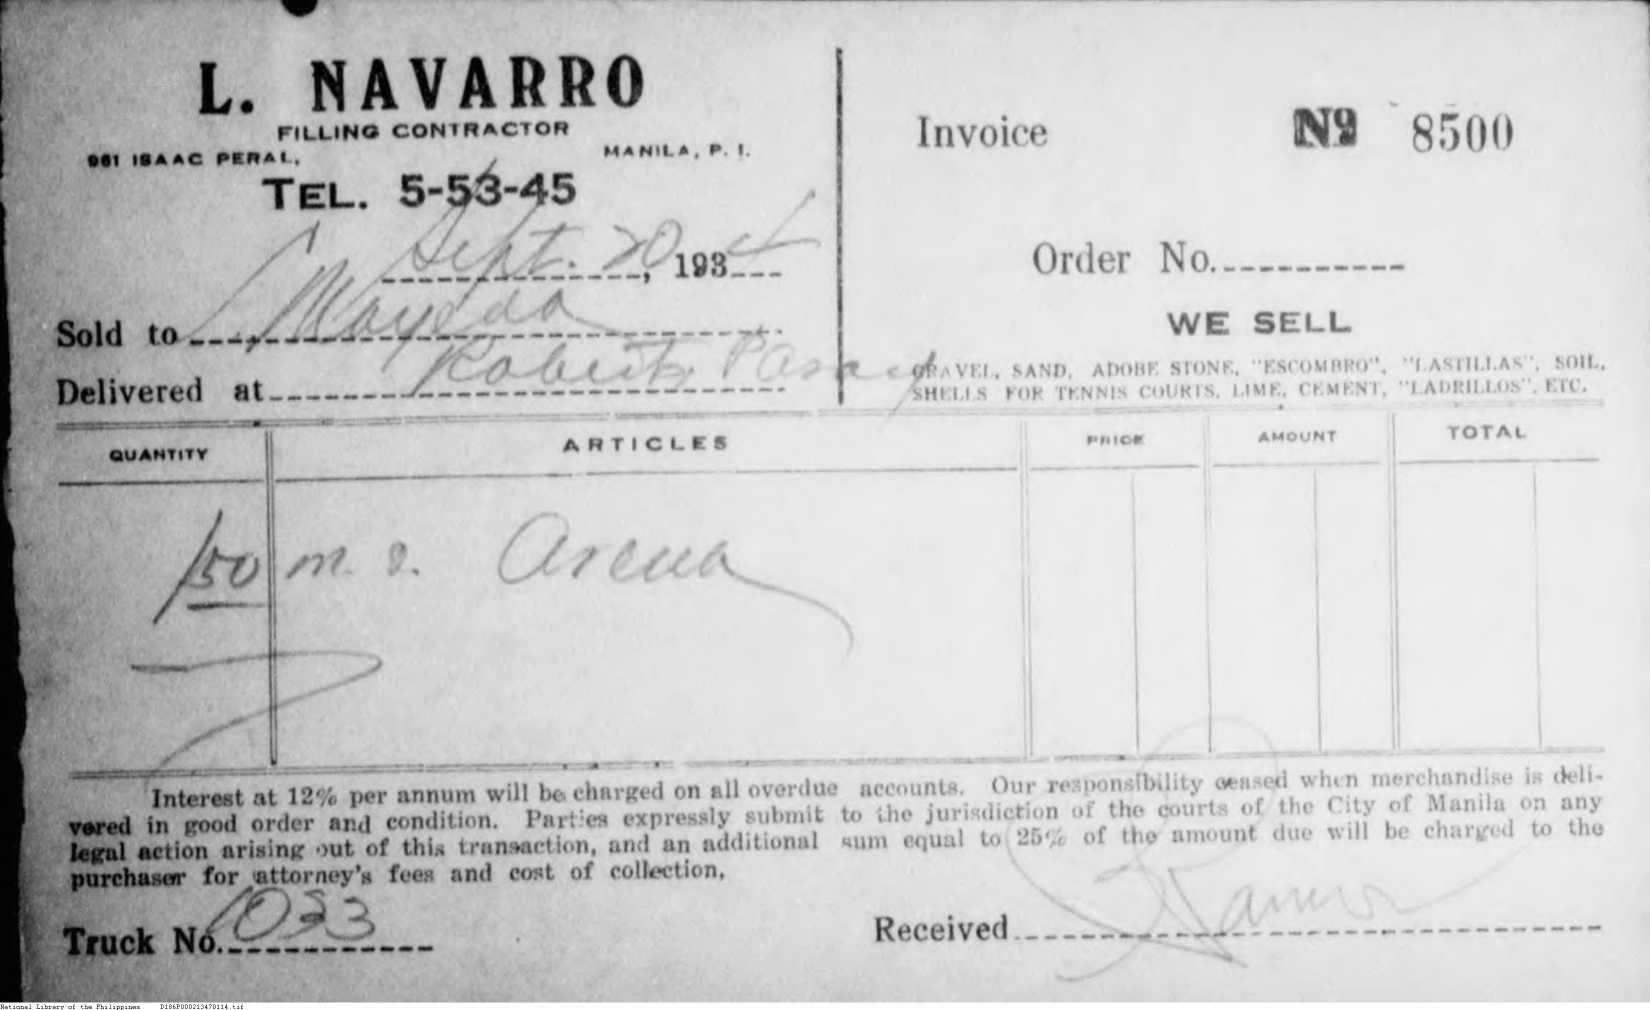 L. NAVARRO
FILLING CONTRACTOR
961 ISAAC PERAL, MANILA, P. I.
TEL. 5-53-45
Sept. 20, 1934
Sold to
Delivered at Roberts
Invoice Nº 8500
Order No.
WE SELL
GRAVEL, SAND, ADOBE STONE, "ESCOMBRO", "LASTILLAS", SOIL,
SHELLS FOR TENNIS COURTS, LIME, CEMENT, "LADRILLOS", ETC.
QUANTITY ARTICLES PRICE AMOUNT TOTAL
150 m. Arena
Interest at 12% per annum will be charged on all overdue accounts. Our responsibility ceased when merchandise is deli-
vered in good order and condition. Parties expressly submit to the jurisdiction of the courts of the City of Manila on any
legal action arising out of this transaction, and an additional sum equal to 25% of the amount due will be charged to the
purchaser for attorney's fees and cost of collection.
Truck No. 1033
Received
National Library of the Philippines D186P000213470114.tif